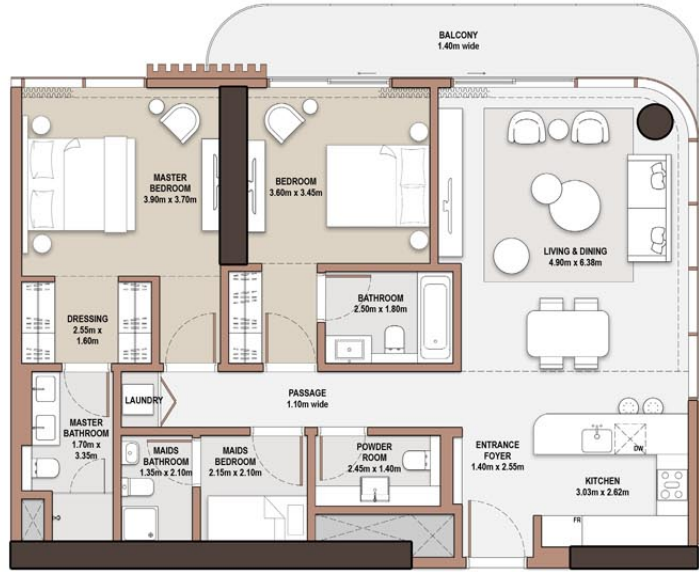 BALCONY
1.40m wide
MASTER
BEDROOM
3.90m x 3.70m
BEDROOM
3.60m x 3.45m
LIVING & DINING
4.90m x 6.38m
BATHROOM
2.50m x 1.80m
DRESSING
2.55m x
1.60m
LAUNDRY
PASSAGE
1.10m wide
MASTER
BATHROOM
1.70m x
3.35m
MAIDS
BATHROOM
1.35m x 2.10m
MAIDS
BEDROOM
2.15m x 2.10m
POWDER
ROOM
2.45m x 1.40m
ENTRANCE
FOYER
1.40m x 2.55m
DW
KITCHEN
3.03m x 2.62m
FR